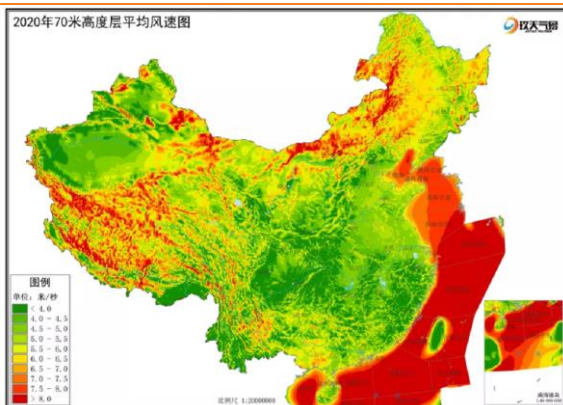 2020年70米高度层平均风速图
玖天气象
图例
单位：米/秒
< 4.0
4.0 - 4.5
4.5 - 5.0
5.0 - 5.5
5.5 - 6.0
6.0 - 6.5
6.5 - 7.0
7.0 - 7.5
7.5 - 8.0
> 8.0
比例尺 1:20000000
南海诸岛